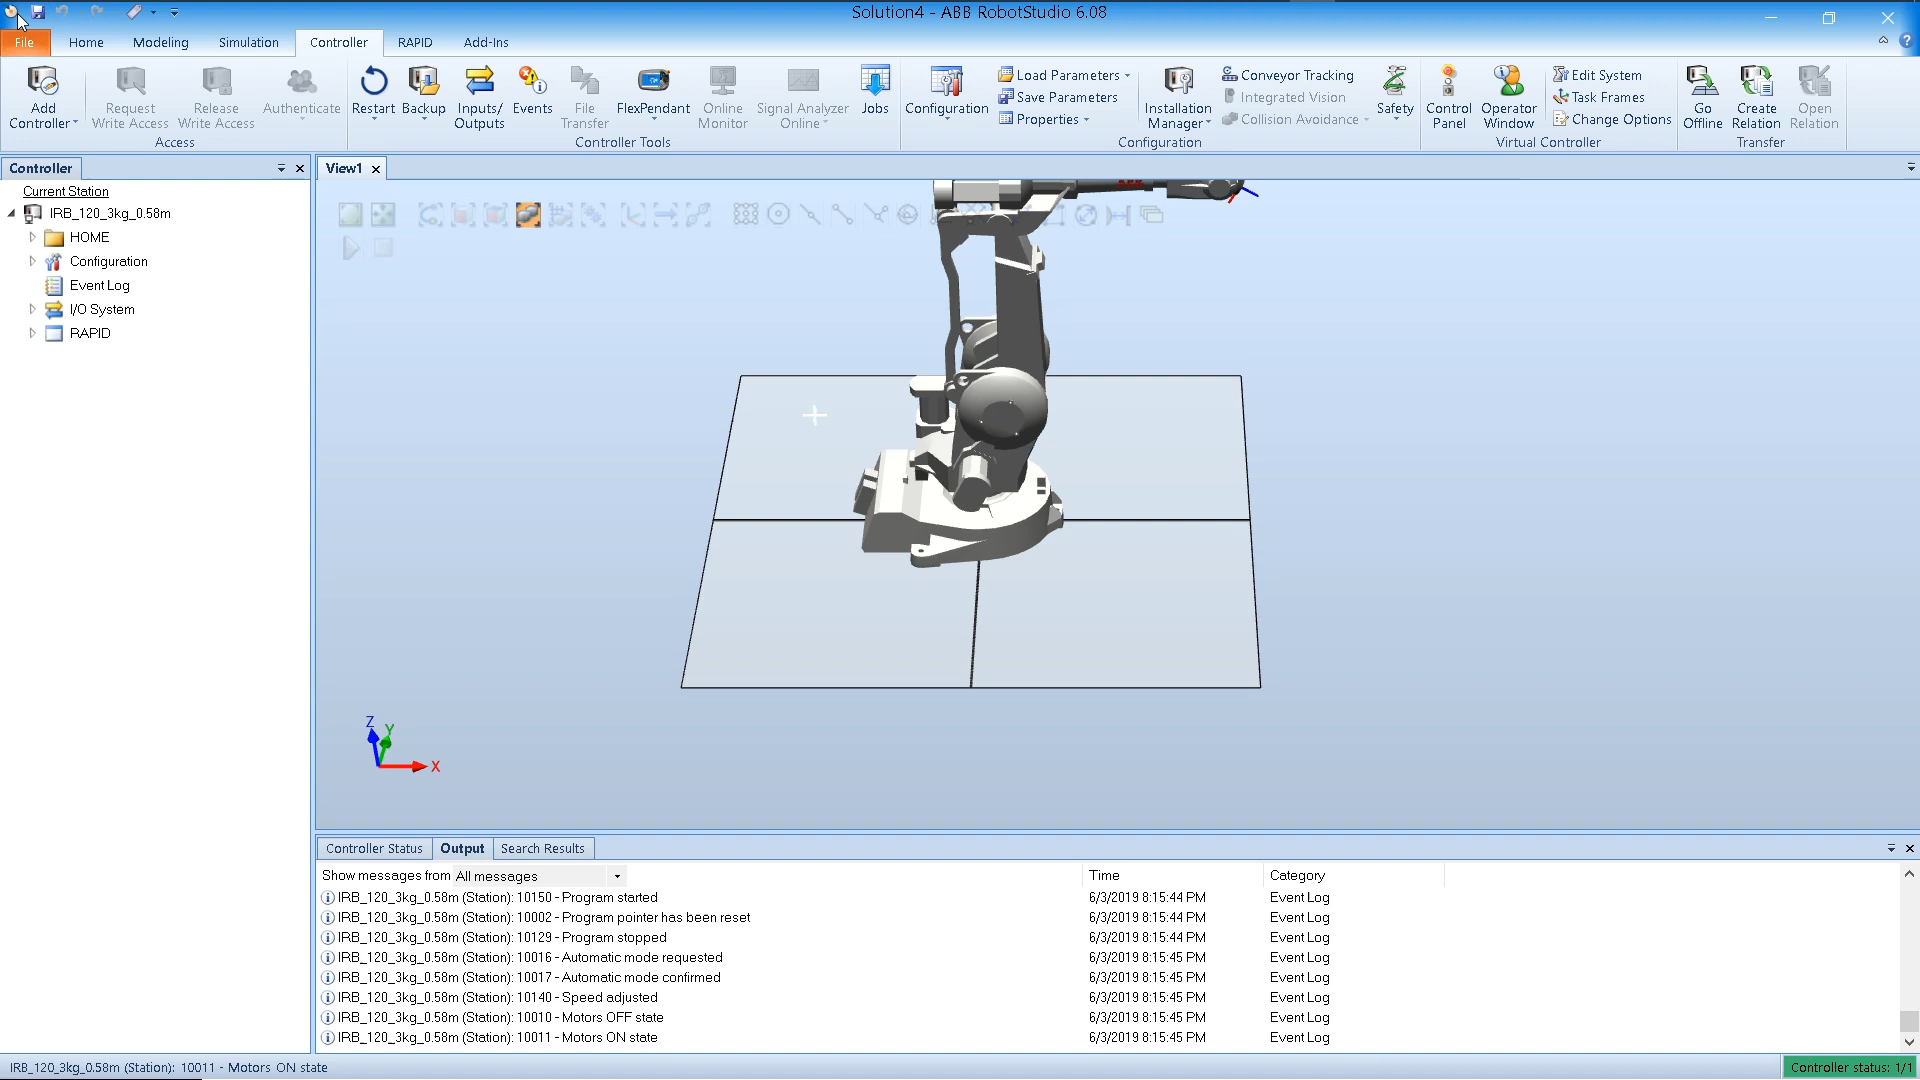 Solution4 - ABB RobotStudio 6.08
File Home Modeling Simulation Controller RAPID Add-Ins
Add Controller
Request Write Access
Release Write Access
Authenticate
Access
Restart
Backup
Inputs/ Outputs
Events
File Transfer
FlexPendant
Online Monitor
Signal Analyzer Online
Jobs
Controller Tools
Configuration
Load Parameters
Save Parameters
Properties
Installation Manager
Conveyor Tracking
Integrated Vision
Collision Avoidance
Safety
Configuration
Control Panel
Operator Window
Edit System
Task Frames
Change Options
Virtual Controller
Go Offline
Create Relation
Open Relation
Transfer
Controller
Current Station
IRB_120_3kg_0.58m
HOME
Configuration
Event Log
I/O System
RAPID
View1
Z
Y
X
Controller Status Output Search Results
Show messages from All messages Time Category
IRB_120_3kg_0.58m (Station): 10150 - Program started 6/3/2019 8:15:44 PM Event Log
IRB_120_3kg_0.58m (Station): 10002 - Program pointer has been reset 6/3/2019 8:15:44 PM Event Log
IRB_120_3kg_0.58m (Station): 10129 - Program stopped 6/3/2019 8:15:44 PM Event Log
IRB_120_3kg_0.58m (Station): 10016 - Automatic mode requested 6/3/2019 8:15:45 PM Event Log
IRB_120_3kg_0.58m (Station): 10017 - Automatic mode confirmed 6/3/2019 8:15:45 PM Event Log
IRB_120_3kg_0.58m (Station): 10140 - Speed adjusted 6/3/2019 8:15:45 PM Event Log
IRB_120_3kg_0.58m (Station): 10010 - Motors OFF state 6/3/2019 8:15:45 PM Event Log
IRB_120_3kg_0.58m (Station): 10011 - Motors ON state 6/3/2019 8:15:45 PM Event Log
IRB_120_3kg_0.58m (Station): 10011 - Motors ON state
Controller status: 1/1